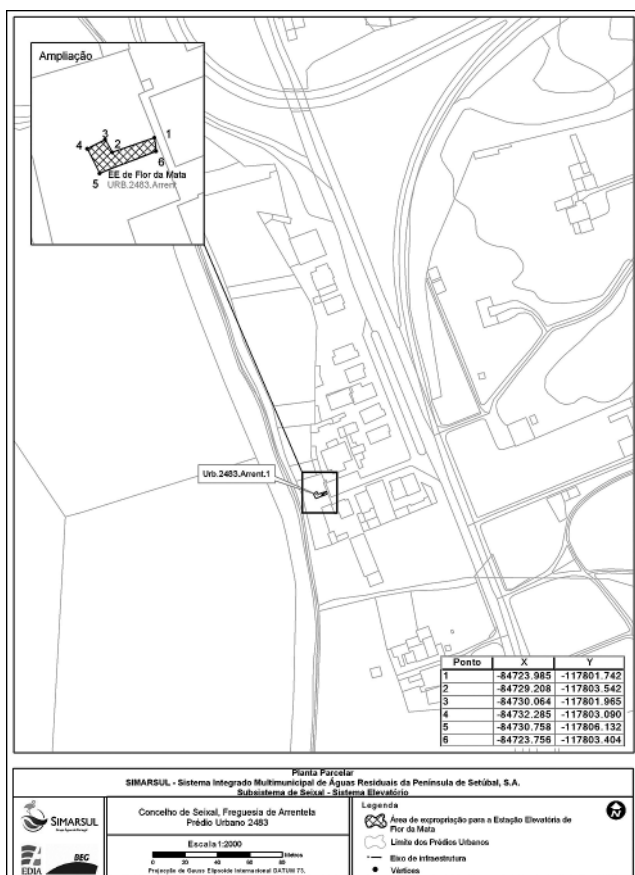 Ampliação
3
1
4
2
6
EE de Flor da Mata
5
URB.2483.Arrent
Urb.2483.Arrent.1
Ponto X Y
1 -84723.985 -117801.742
2 -84729.208 -117803.542
3 -84730.064 -117801.965
4 -84732.285 -117803.090
5 -84730.758 -117806.132
6 -84723.756 -117803.404
Planta Parcelar
SIMARSUL - Sistema Integrado Multimunicipal de Águas Residuais da Península de Setúbal, S.A.
Subsistema de Seixal - Sistema Elevatório
SIMARSUL
Concelho de Seixal, Freguesia de Arrentela
Prédio Urbano 2483
Escala 1:2000
0 20 40 60 80 Metros
Projecção de Gauss Elipsoide Internacional DATUM 73.
EDIA
BEG
Legenda
N
Área de expropriação para a Estação Elevatória de
Flor da Mata
Limite dos Prédios Urbanos
Eixo de infraestrutura
Vértices